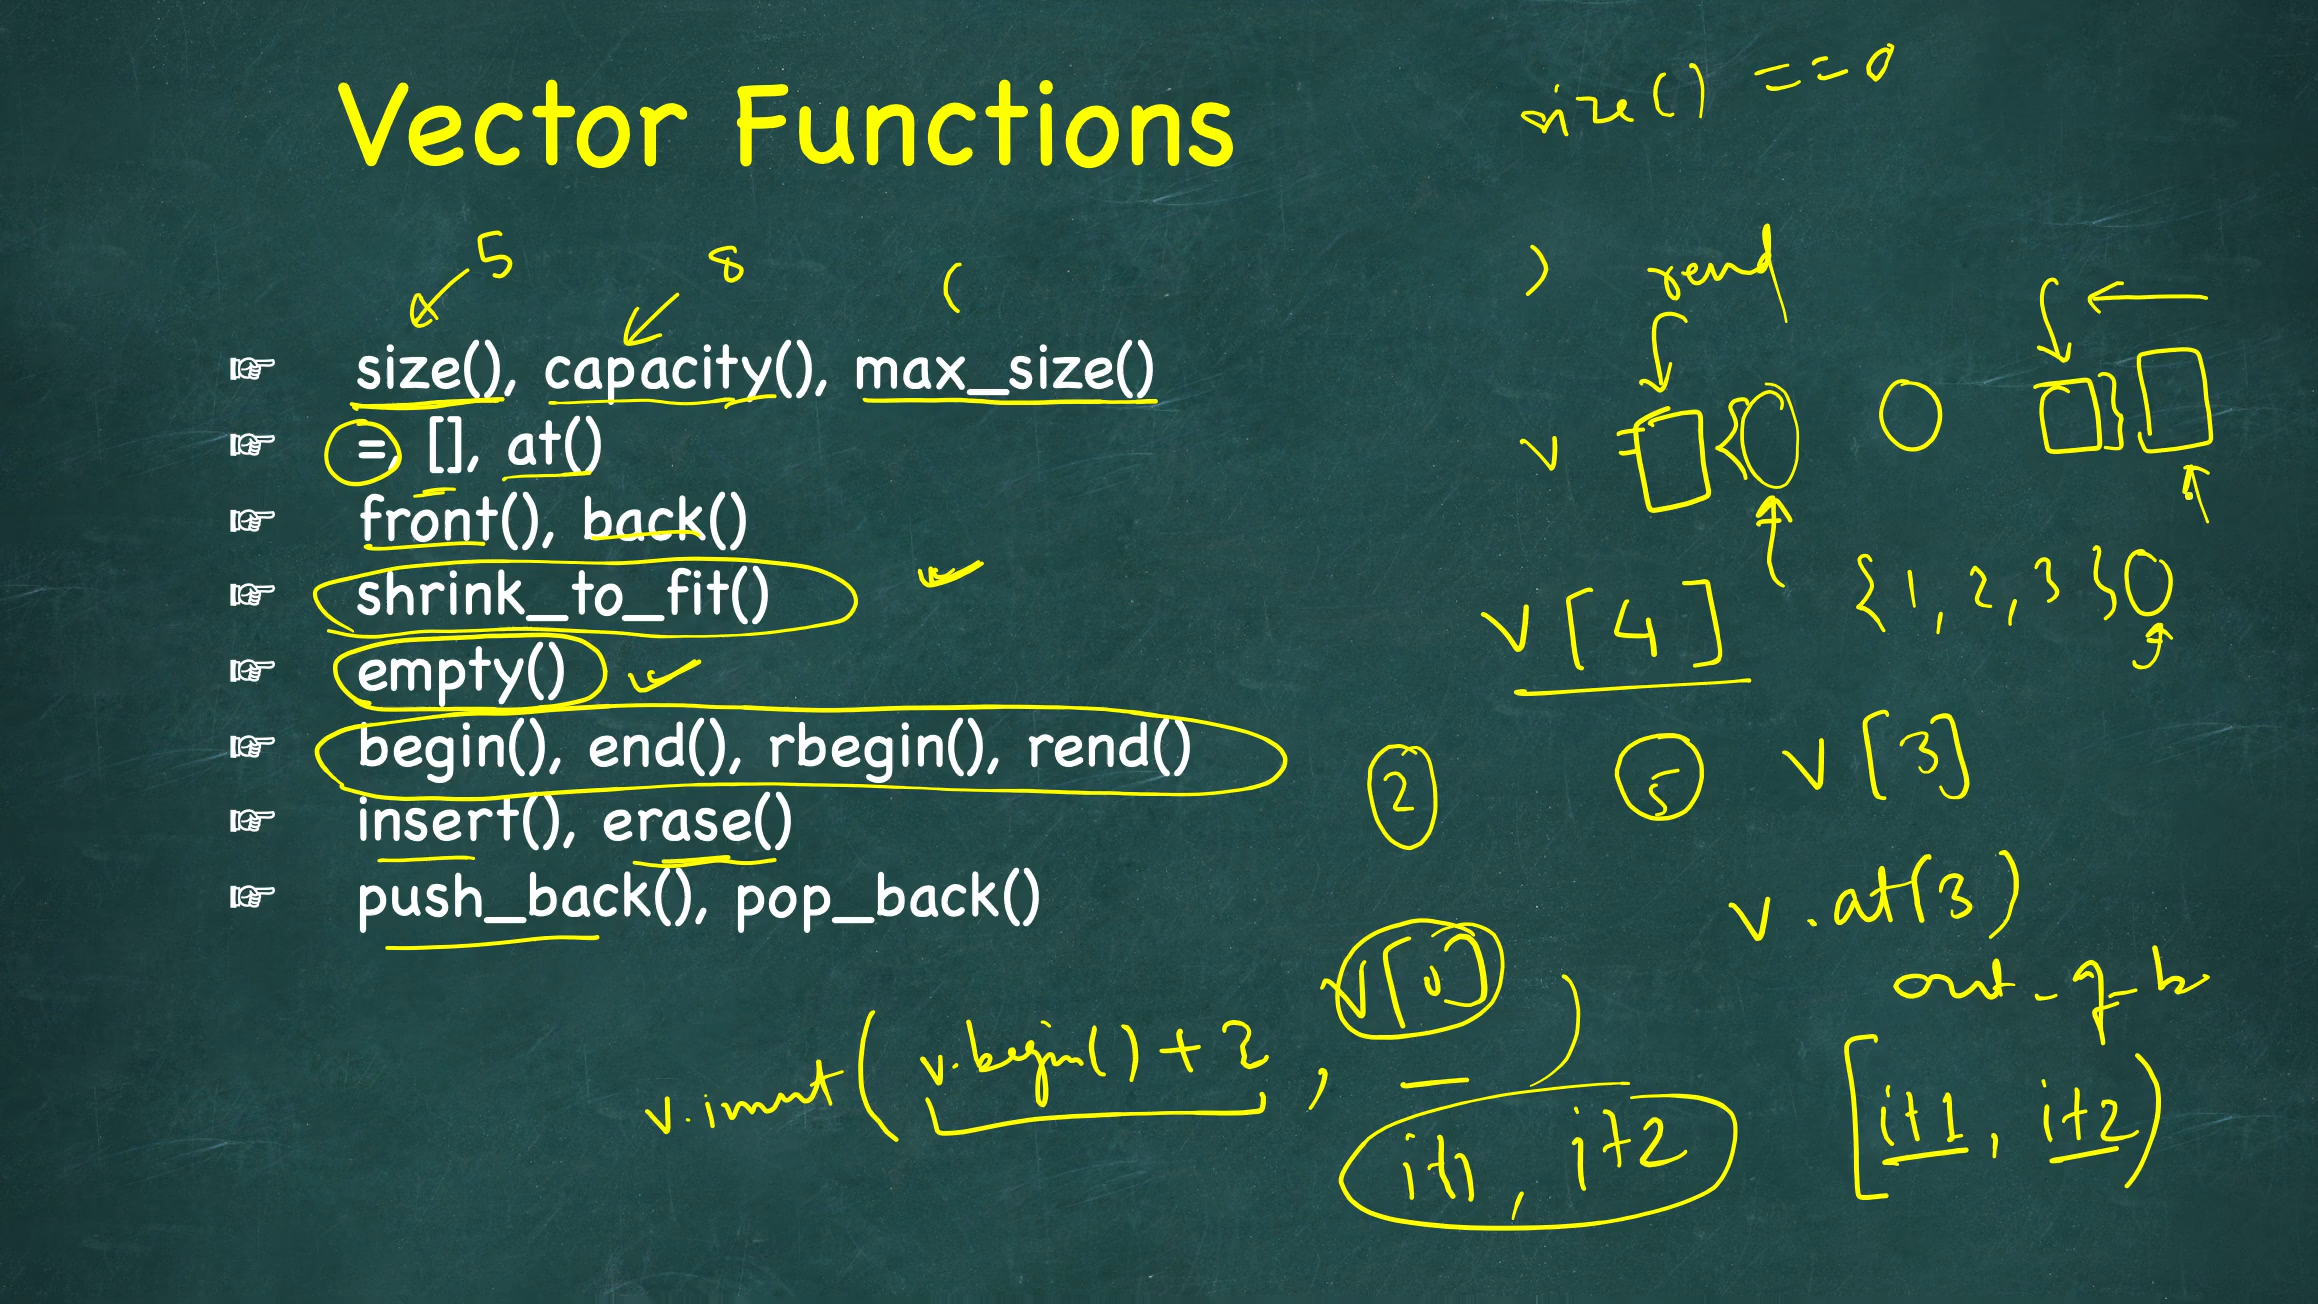 Vector Functions
size() == 0
5
8
(
)
rend
☞ size(), capacity(), max_size()
☞ =, [], at()
v = { }
☞ front(), back()
☞ shrink_to_fit()
v[4]
{1, 2, 3}
☞ empty()
☞ begin(), end(), rbegin(), rend()
2
5
v[3]
☞ insert(), erase()
☞ push_back(), pop_back()
v.at(3)
v[0]
v.insert(v.begin()+2, _)
it1, it2
[it1, it2)